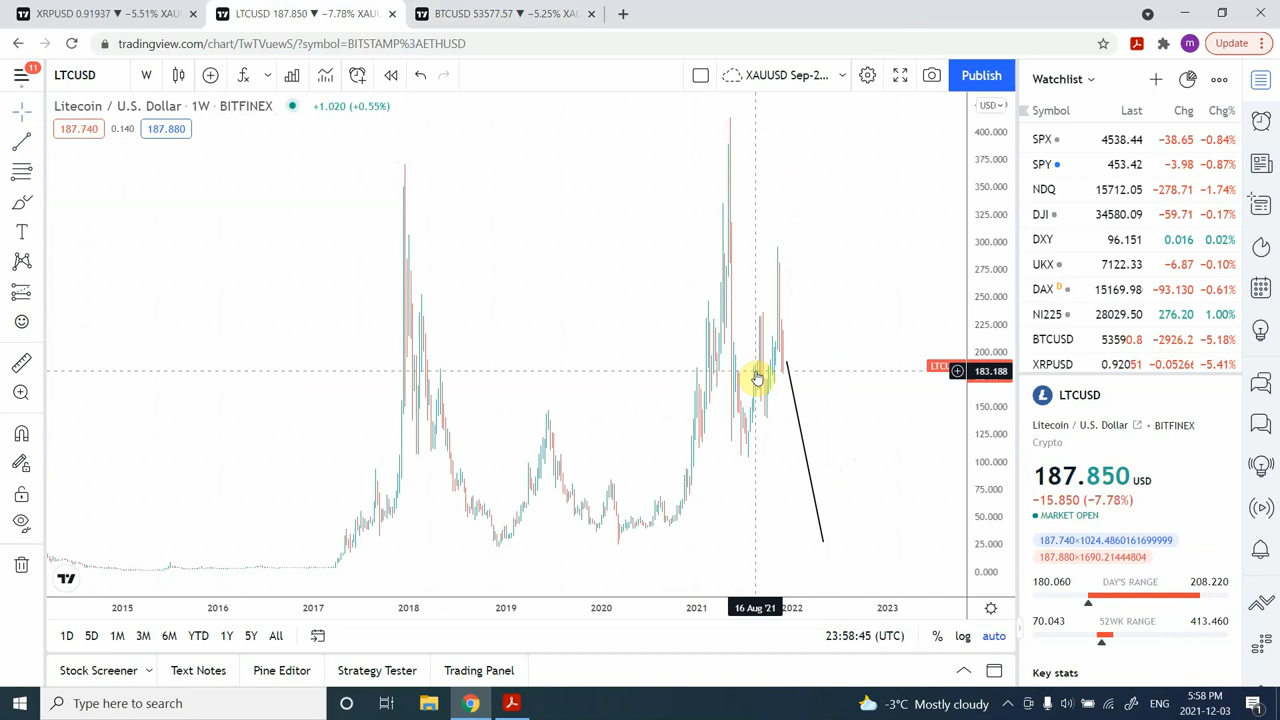 XRPUSD 0.91937 ▼ −5.51% XAU
LTCUSD 187.850 ▼ −7.78% XAU
BTCUSD 53577.57 ▼ −5.25% XAU
tradingview.com/chart/TwTVuewS/?symbol=BITSTAMP%3AETHUSD
m
Update
11
LTCUSD
W
XAUUSD Sep-2...
Publish
Litecoin / U.S. Dollar · 1W · BITFINEX
+1.020 (+0.55%)
187.740
0.140
187.880
USD
400.000
375.000
350.000
325.000
300.000
275.000
250.000
225.000
200.000
LTCU
183.188
150.000
125.000
100.000
75.000
50.000
25.000
0.000
2015
2016
2017
2018
2019
2020
2021
16 Aug '21
2022
2023
1D
5D
1M
3M
6M
YTD
1Y
5Y
All
23:58:45 (UTC)
%
log
auto
Stock Screener
Text Notes
Pine Editor
Strategy Tester
Trading Panel
Watchlist
Symbol Last Chg Chg%
SPX 4538.44 −38.65 −0.84%
SPY 453.42 −3.98 −0.87%
NDQ 15712.05 −278.71 −1.74%
DJI 34580.09 −59.71 −0.17%
DXY 96.151 0.016 0.02%
UKX 7122.33 −6.87 −0.10%
DAX D 15169.98 −93.130 −0.61%
NI225 28029.50 276.20 1.00%
BTCUSD 53590.8 −2926.2 −5.18%
XRPUSD 0.92051 −0.05266 −5.41%
LTCUSD
Litecoin / U.S. Dollar · BITFINEX
Crypto
187.850 USD
−15.850 (−7.78%)
MARKET OPEN
187.740×1024.4860161699999
187.880×1690.21444804
180.060 DAY'S RANGE 208.220
70.043 52WK RANGE 413.460
Key stats
Type here to search
-3°C Mostly cloudy
ENG
5:58 PM
2021-12-03
1